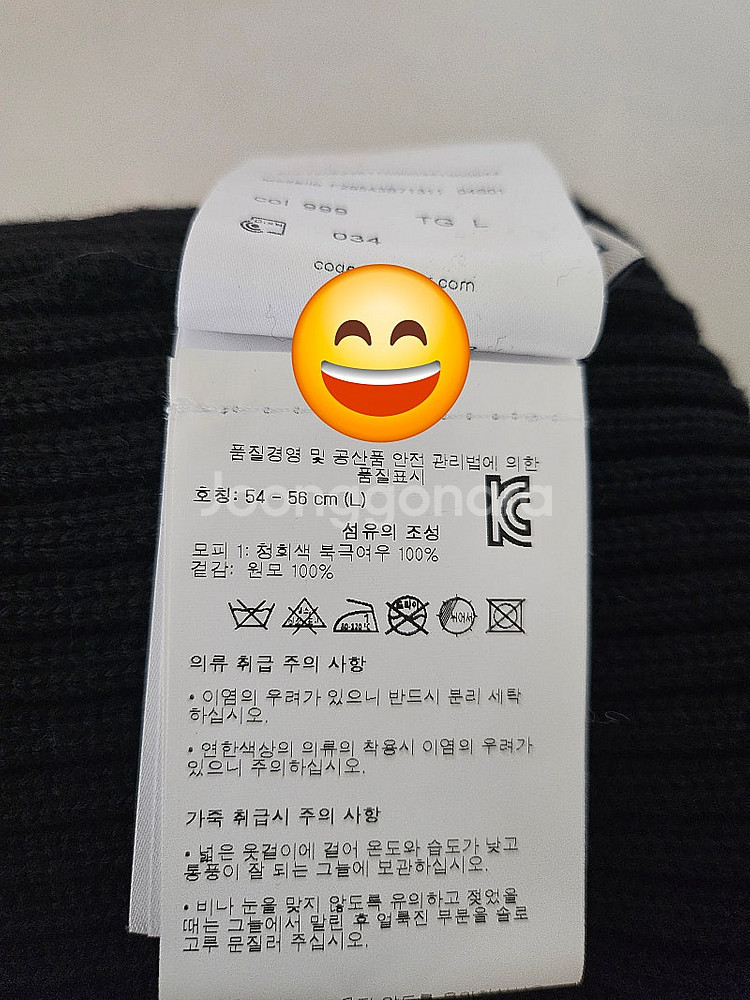 col 999 TG L
034
품질경영 및 공산품 안전 관리법에 의한
품질표시
호칭: 54 - 56 cm (L)
Joonggonara
섬유의 조성
모피 1: 청회색 북극여우 100%
겉감: 원모 100%
의류 취급 주의 사항
• 이염의 우려가 있으니 반드시 분리 세탁
하십시오.
• 연한색상의 의류의 착용시 이염의 우려가
있으니 주의하십시오.
가죽 취급시 주의 사항
• 넓은 옷걸이에 걸어 온도와 습도가 낮고
통풍이 잘 되는 그늘에 보관하십시오.
• 비나 눈을 맞지 않도록 유의하고 젖었을
때는 그늘에서 말린 후 얼룩진 부분을 솔로
고루 문질러 주십시오.